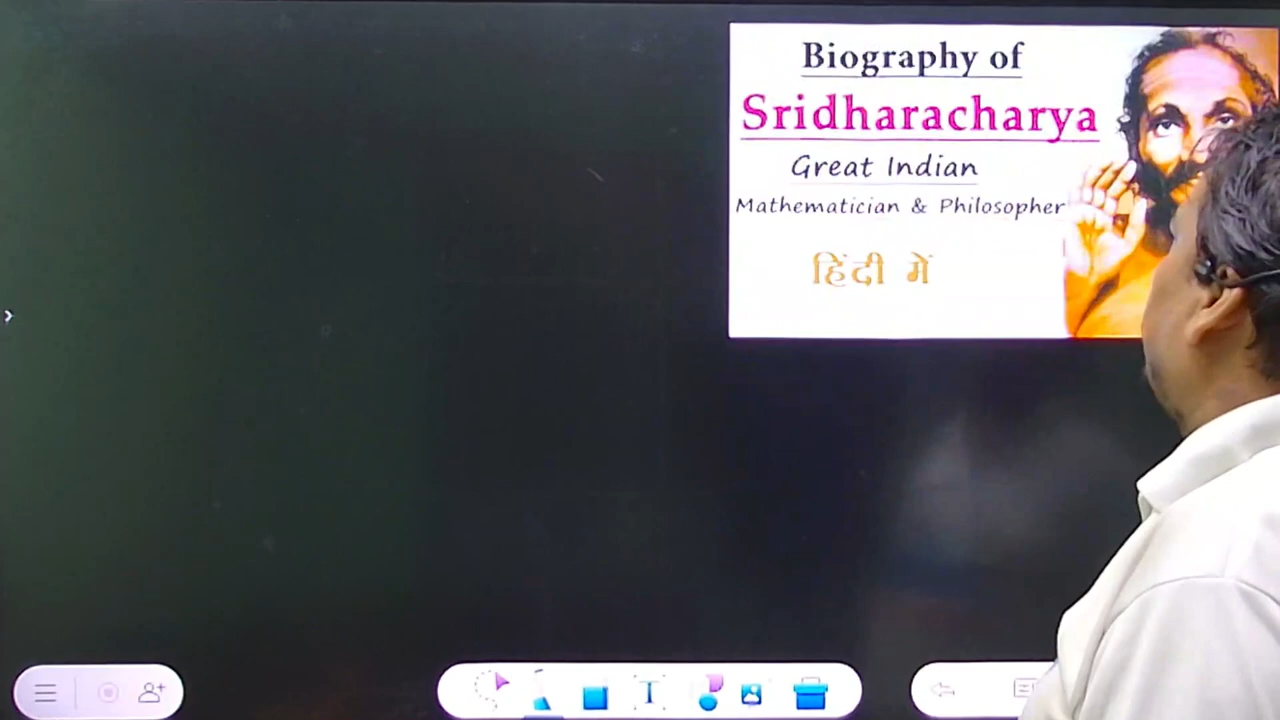 Biography of
Sridharacharya
Great Indian
Mathematician & Philosopher
हिंदी में